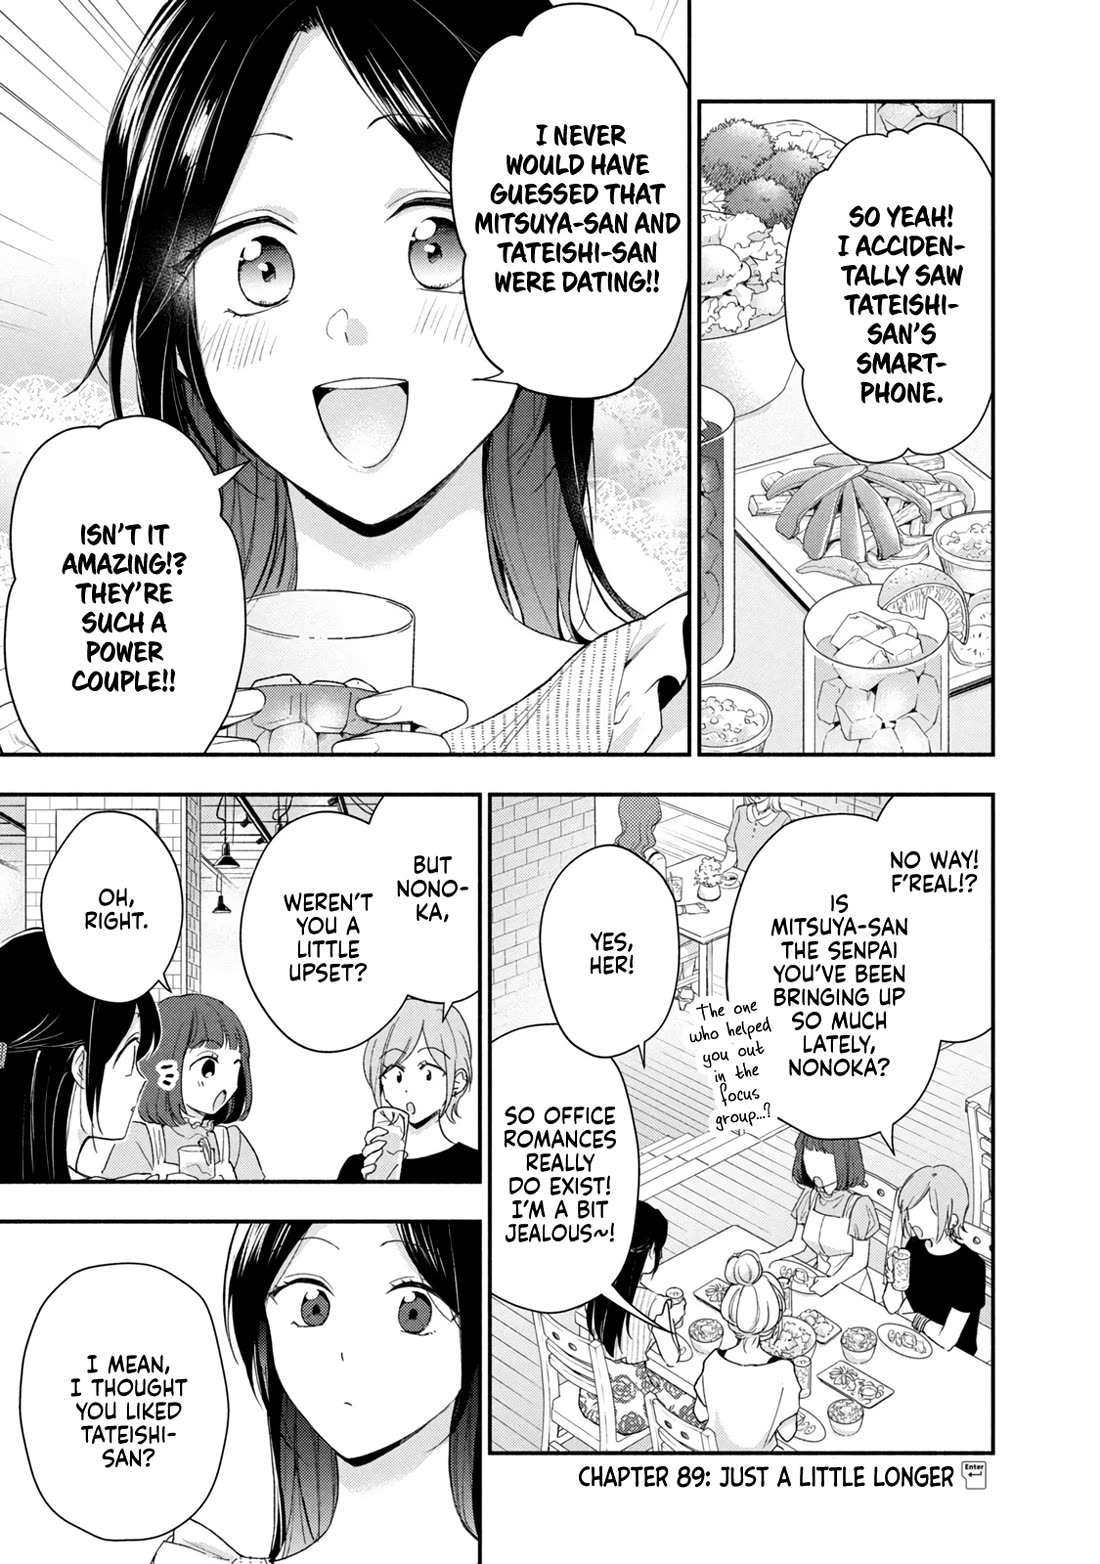 SO YEAH!
I ACCIDEN-
TALLY SAW
TATEISHI-
SAN'S
SMART-
PHONE.
I NEVER
WOULD HAVE
GUESSED THAT
MITSUYA-SAN AND
TATEISHI-SAN
WERE DATING!!
ISN'T IT
AMAZING!?
THEY'RE
SUCH A
POWER
COUPLE!!
NO WAY!
F'REAL!?
IS
MITSUYA-SAN
THE SENPAI
YOU'VE BEEN
BRINGING UP
SO MUCH
LATELY,
NONOKA?
The one
who helped
you out
in the
focus
group...?
YES,
HER!
SO OFFICE
ROMANCES
REALLY
DO EXIST!
I'M A BIT
JEALOUS~!
BUT
NONO-
KA,
WEREN'T
YOU A
LITTLE
UPSET?
OH,
RIGHT.
I MEAN,
I THOUGHT
YOU LIKED
TATEISHI-
SAN?
CHAPTER 89: JUST A LITTLE LONGER Enter